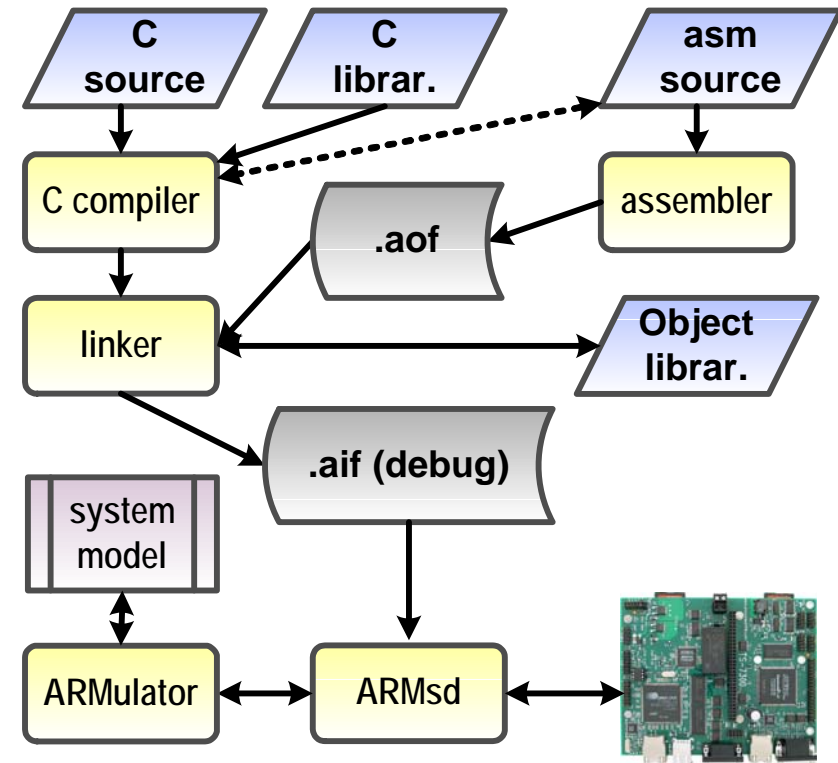 C
source
C
librar.
asm
source
C compiler
.aof
assembler
linker
Object
librar.
.aif (debug)
system
model
ARMulator
ARMsd